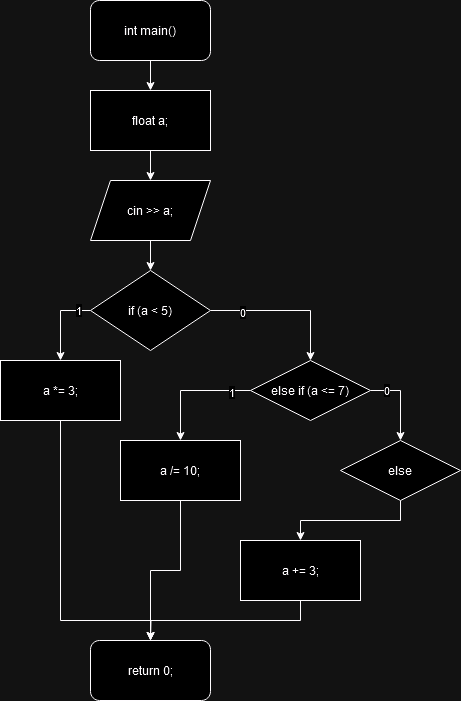 int main()
float a;
cin >> a;
if (a < 5)
1
0
a *= 3;
else if (a <= 7)
1
0
a /= 10;
else
a += 3;
return 0;